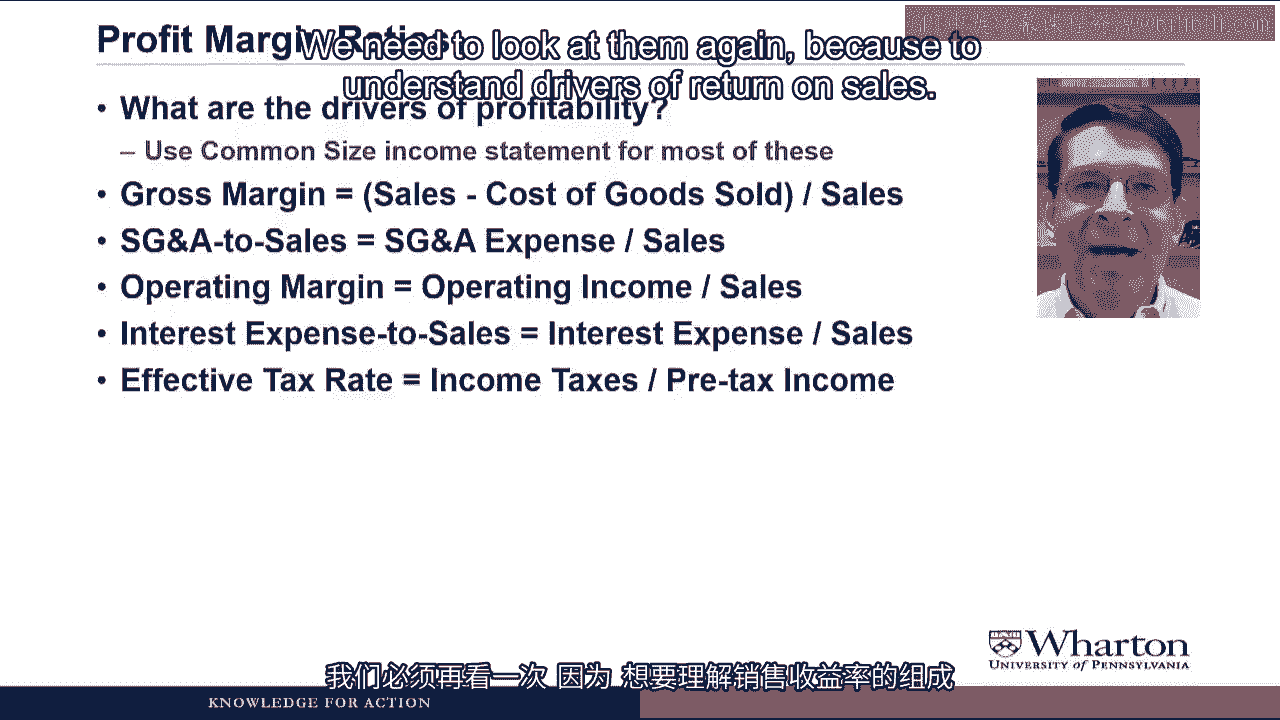 Profit Margin Ratios
We need to look at them again, because to
understand drivers of return on sales.
• What are the drivers of profitability?
– Use Common Size income statement for most of these
• Gross Margin = (Sales - Cost of Goods Sold) / Sales
• SG&A-to-Sales = SG&A Expense / Sales
• Operating Margin = Operating Income / Sales
• Interest Expense-to-Sales = Interest Expense / Sales
• Effective Tax Rate = Income Taxes / Pre-tax Income
Wharton
UNIVERSITY of PENNSYLVANIA
我们必须再看一次 因为 想要理解销售收益率的组成
KNOWLEDGE FOR ACTION